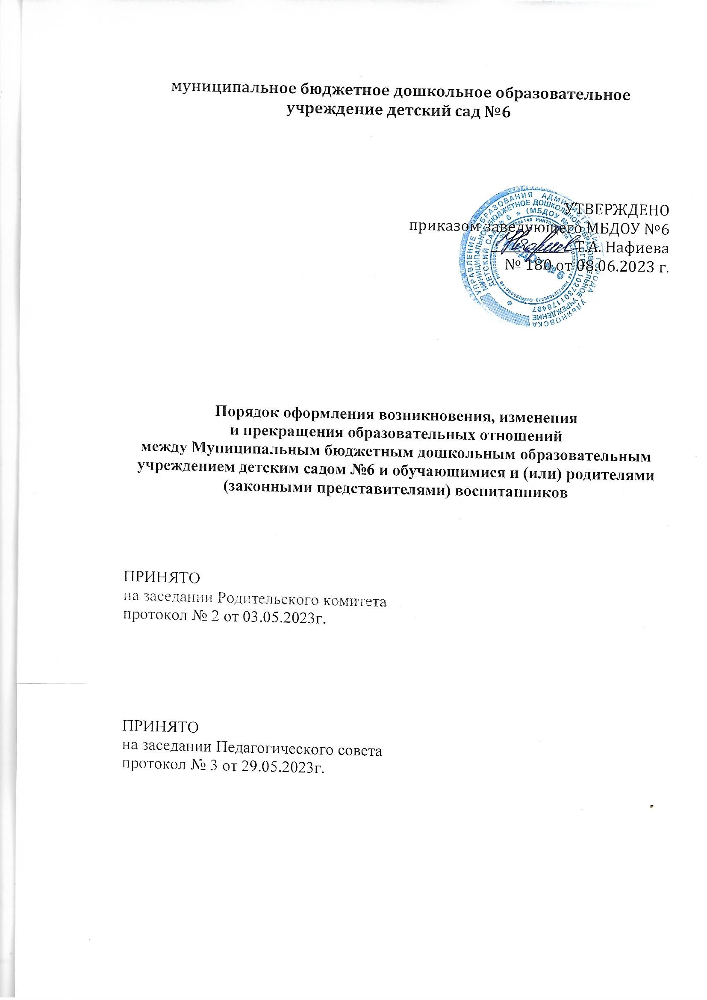 муниципальное бюджетное дошкольное образовательное
учреждение детский сад №6
УТВЕРЖДЕНО
приказом заведующего МБДОУ №6
Т.А. Нафиева
№ 180 от 08.06.2023 г.
УПРАВЛЕНИЕ ОБРАЗОВАНИЯ АДМИНИСТРАЦИИ ГОРОДА УЛЬЯНОВСКА
МУНИЦИПАЛЬНОЕ БЮДЖЕТНОЕ ДОШКОЛЬНОЕ ОБРАЗОВАТЕЛЬНОЕ УЧРЕЖДЕНИЕ
ДЕТСКИЙ САД № 6 * (МБДОУ № 6) 1027301178497
Порядок оформления возникновения, изменения
и прекращения образовательных отношений
между Муниципальным бюджетным дошкольным образовательным
учреждением детским садом №6 и обучающимися и (или) родителями
(законными представителями) воспитанников
ПРИНЯТО
на заседании Родительского комитета
протокол № 2 от 03.05.2023г.
ПРИНЯТО
на заседании Педагогического совета
протокол № 3 от 29.05.2023г.